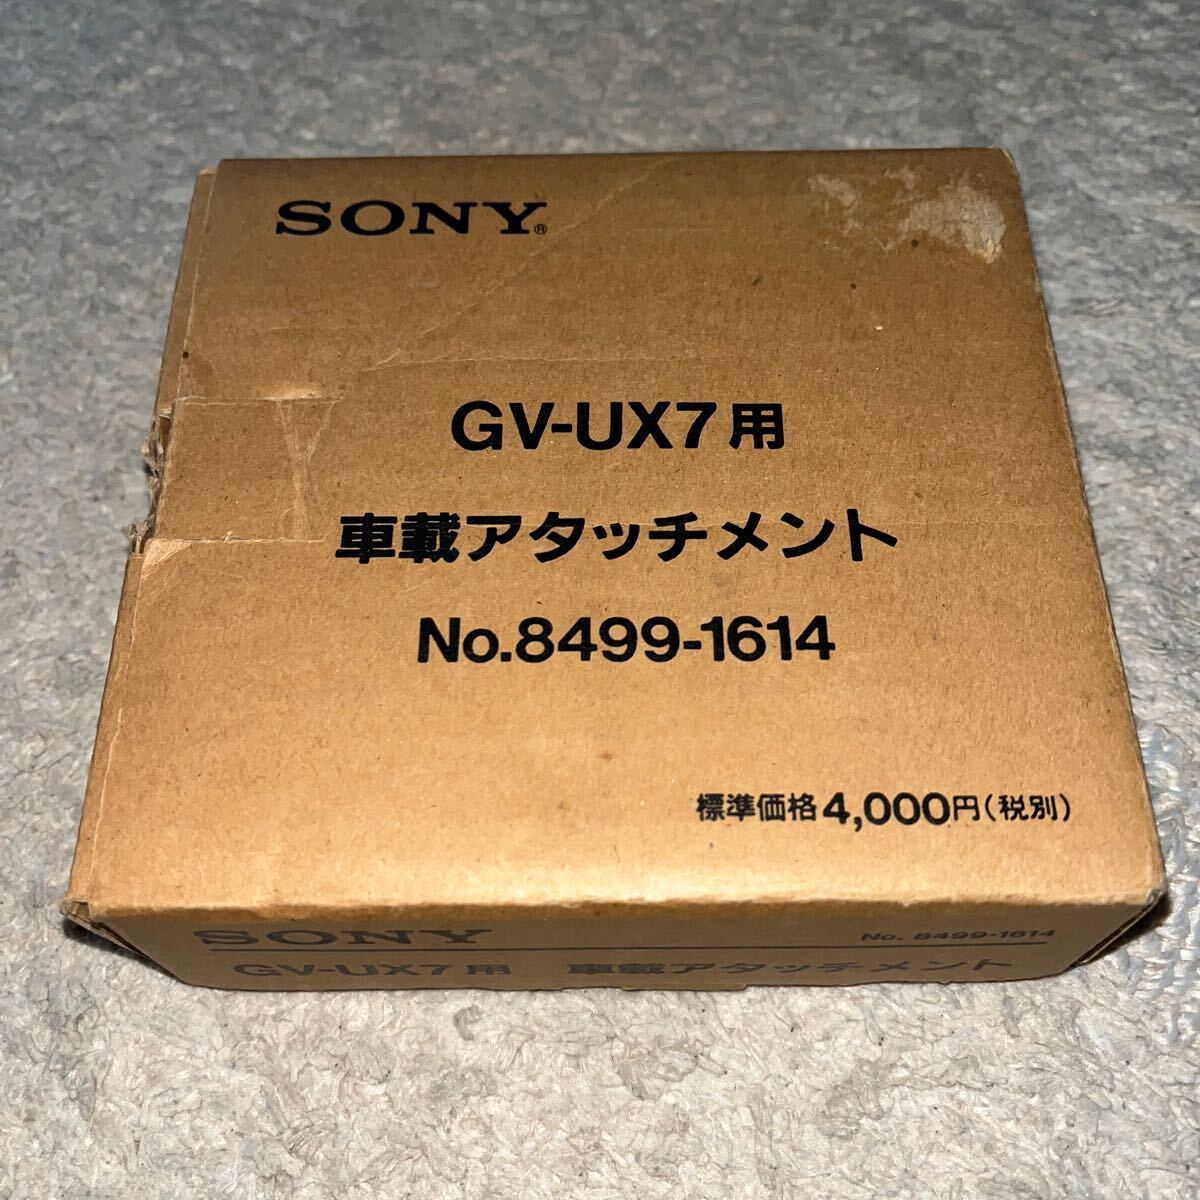 SONY®
GV-UX7用
車載アタッチメント
No.8499-1614
標準価格4,000円(税別)
SONY
No. 8499-1614
GV-UX7用 車載アタッチメント